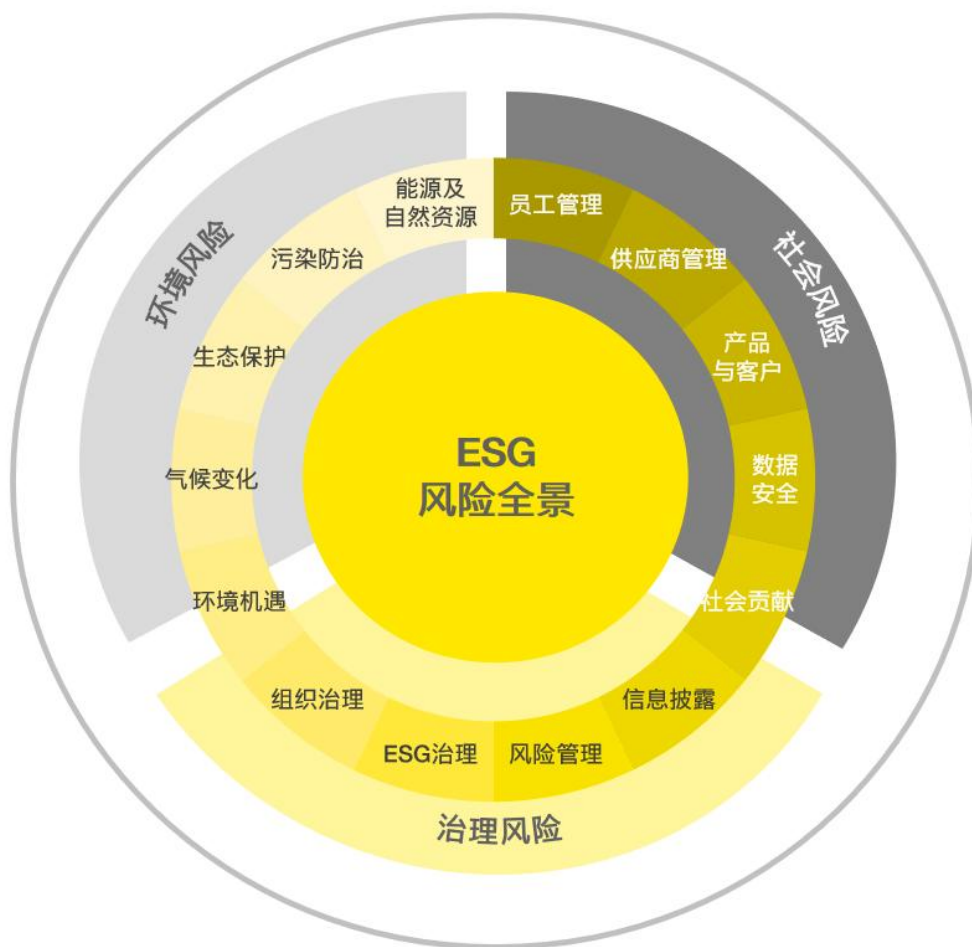 能源及
自然资源
员工管理
污染防治
供应商管理
环境风险
社会风险
生态保护
产品
与客户
ESG
风险全景
气候变化
数据
安全
环境机遇
社会贡献
组织治理
信息披露
ESG治理
风险管理
治理风险